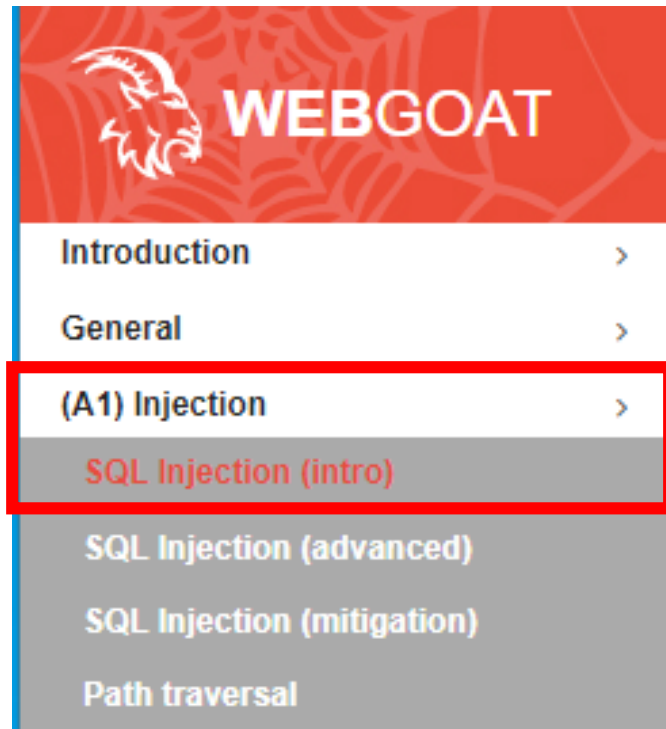 WEBGOAT
Introduction
General
(A1) Injection
SQL Injection (intro)
SQL Injection (advanced)
SQL Injection (mitigation)
Path traversal